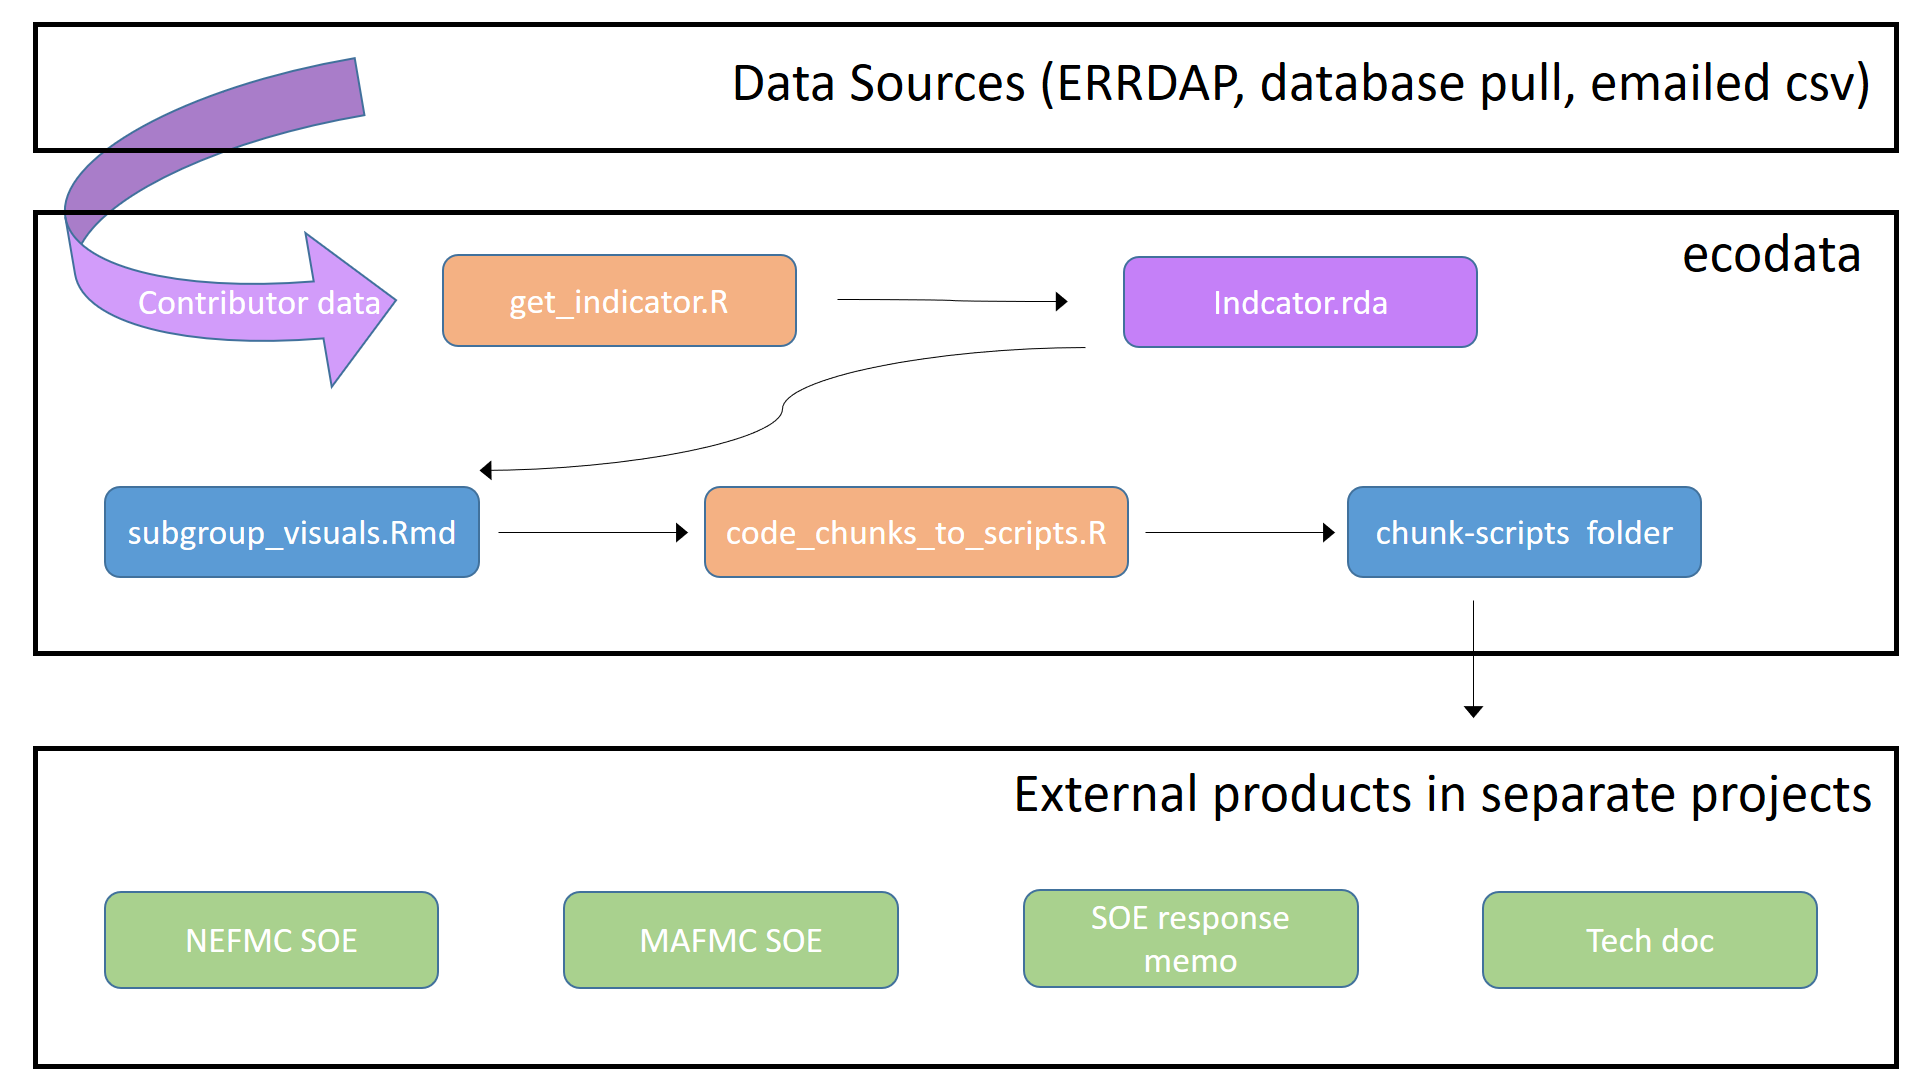 Data Sources (ERRDAP, database pull, emailed csv)
ecodata
Contributor data
get_indicator.R
Indcator.rda
subgroup_visuals.Rmd
code_chunks_to_scripts.R
chunk-scripts folder
External products in separate projects
NEFMC SOE
MAFMC SOE
SOE response
memo
Tech doc